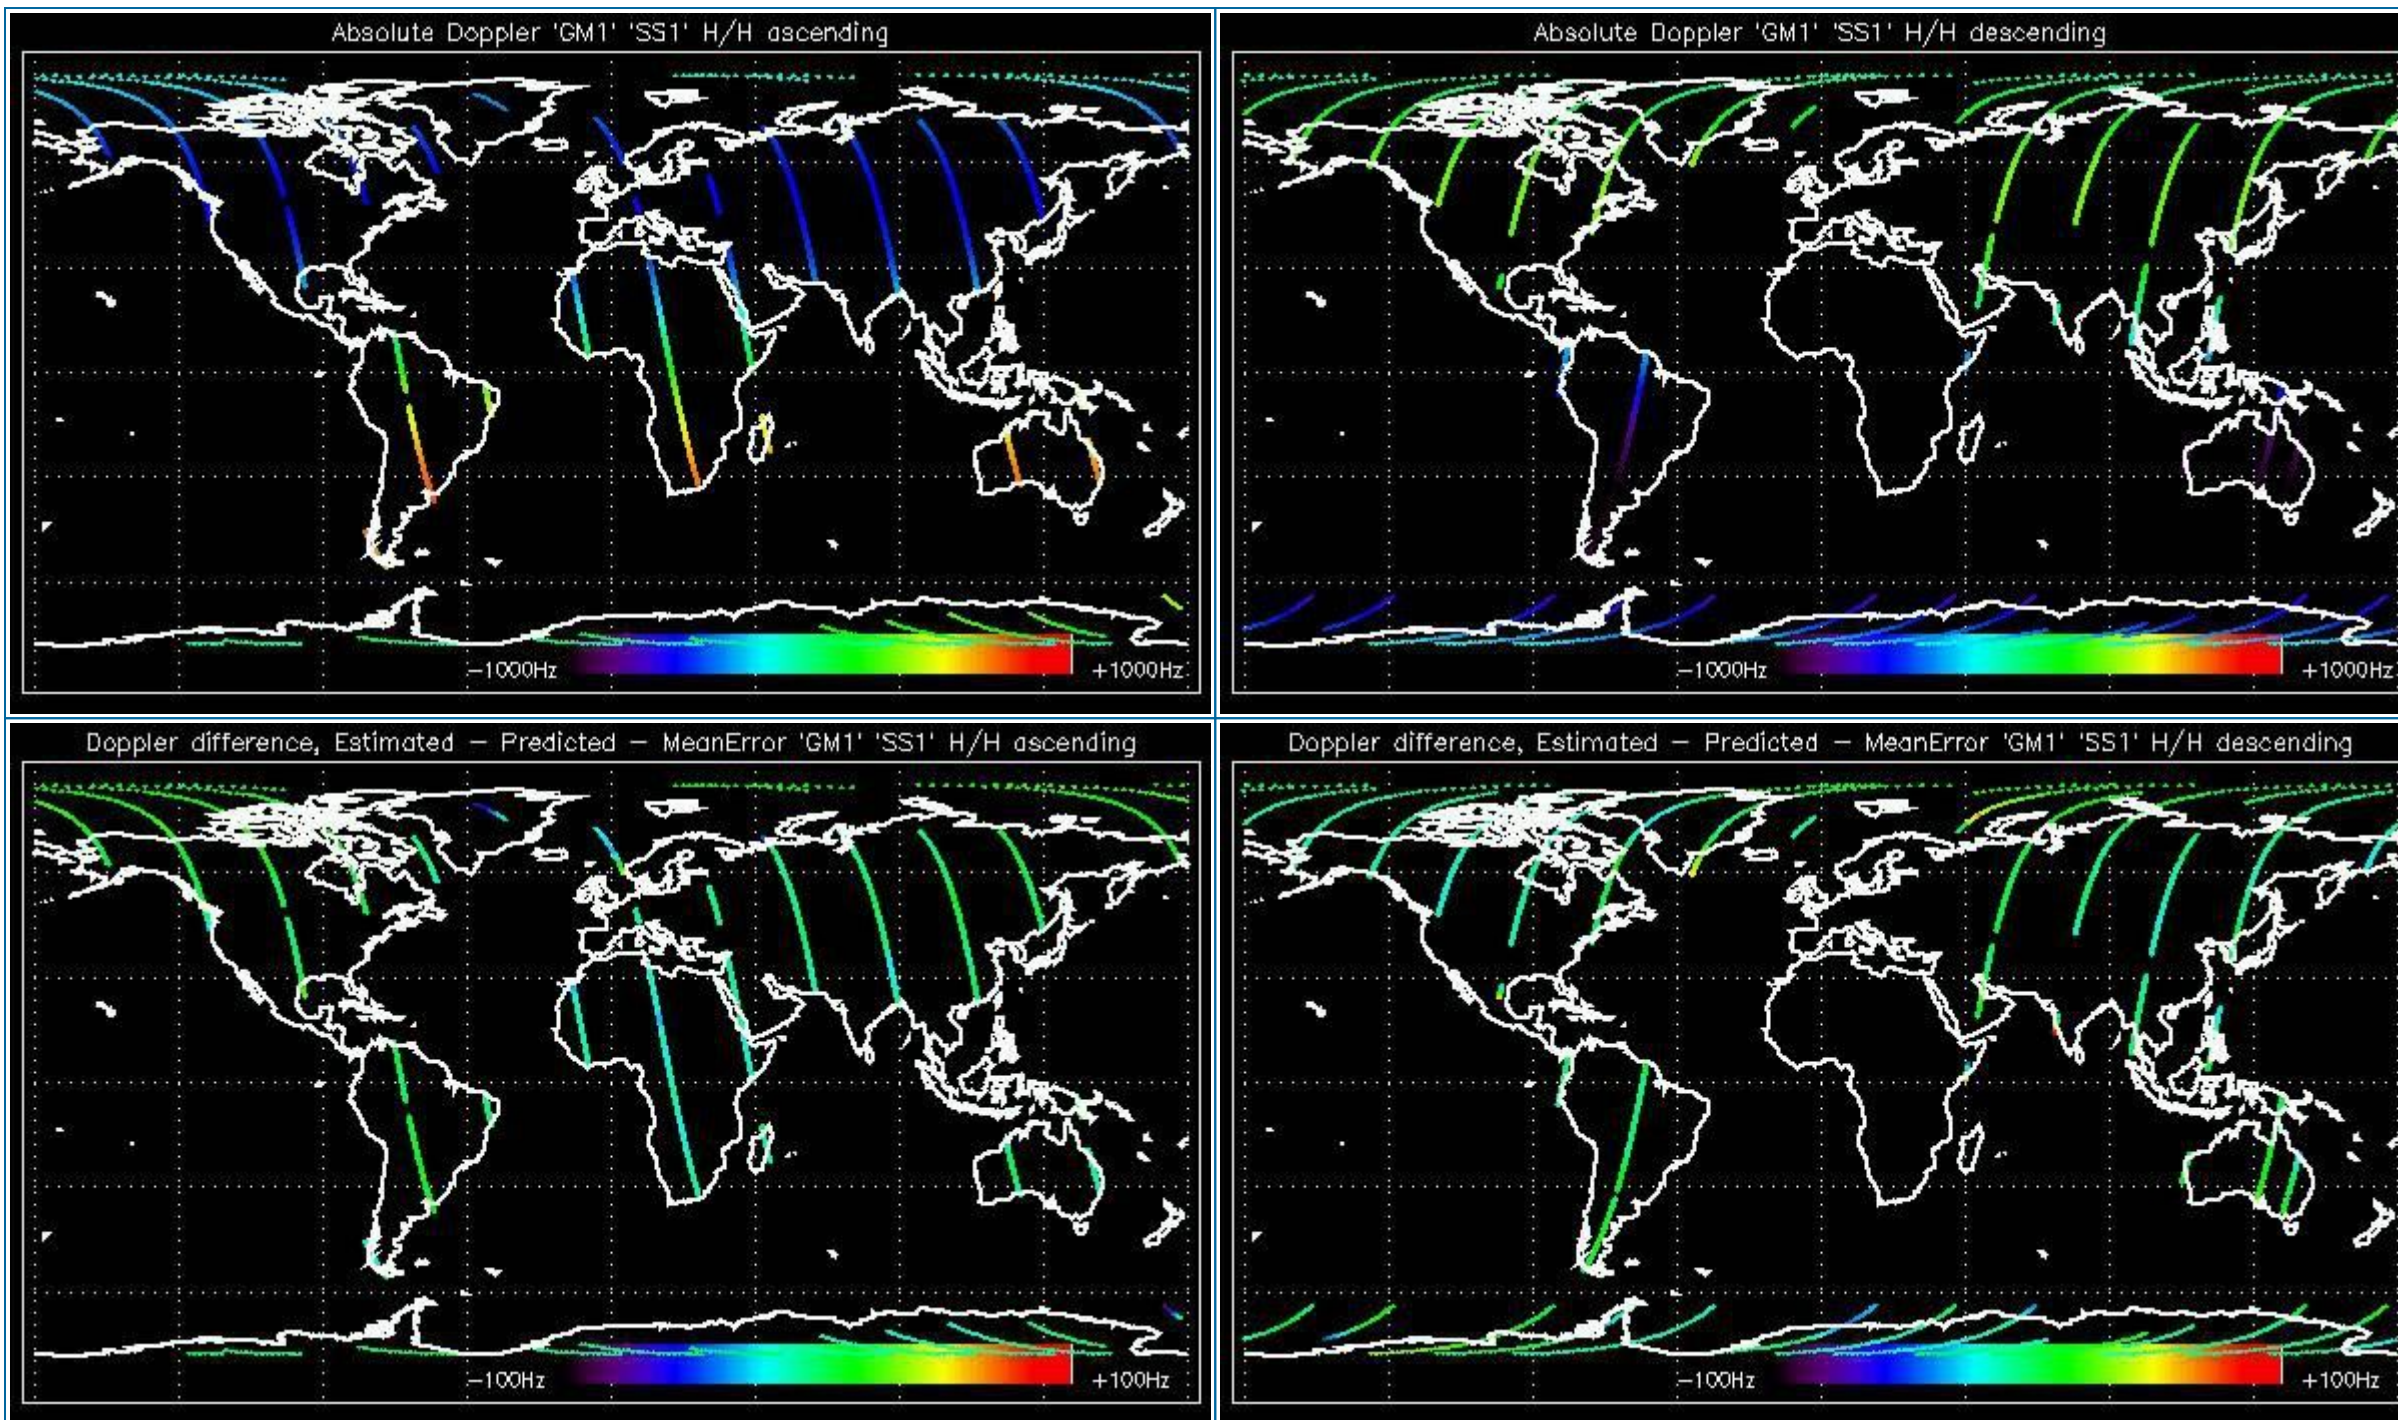 Absolute Doppler 'GM1' 'SS1' H/H ascending
−1000Hz
+1000Hz
Absolute Doppler 'GM1' 'SS1' H/H descending
−1000Hz
+1000Hz
Doppler difference, Estimated − Predicted − MeanError 'GM1' 'SS1' H/H ascending
−100Hz
+100Hz
Doppler difference, Estimated − Predicted − MeanError 'GM1' 'SS1' H/H descending
−100Hz
+100Hz